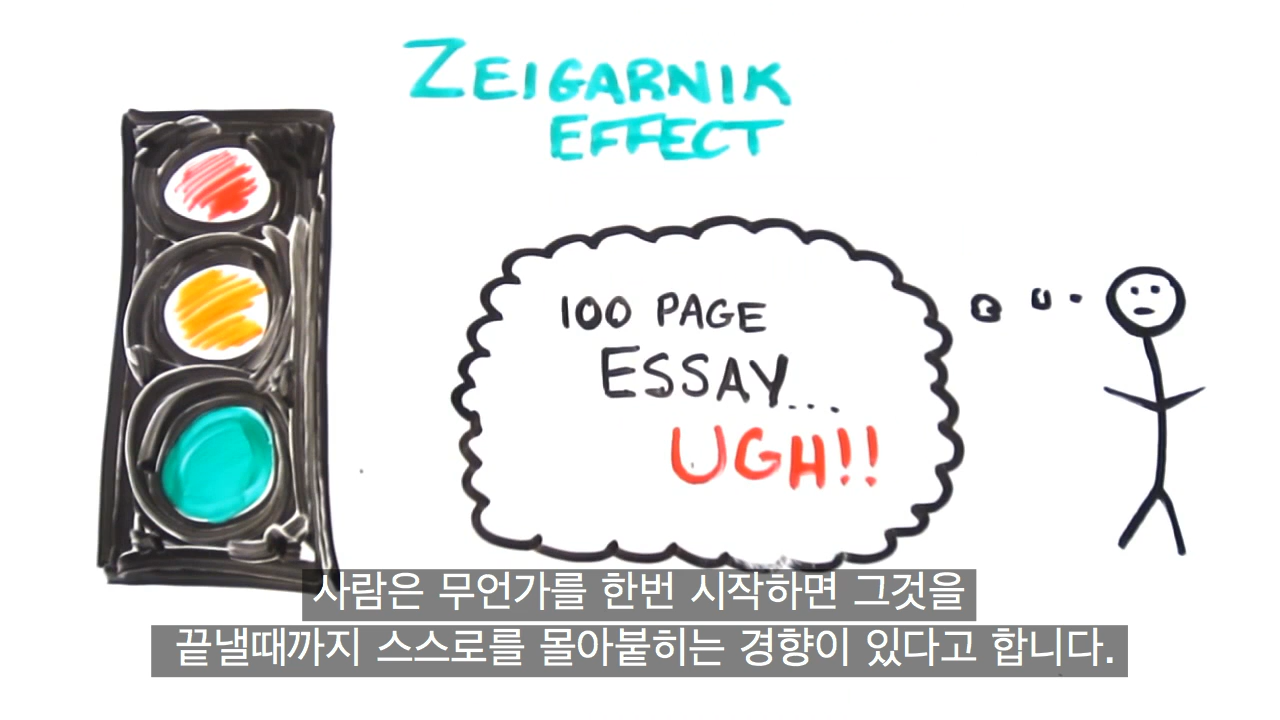 ZEIGARNIK
EFFECT
100 PAGE
ESSAY...
UGH!!
사람은 무언가를 한번 시작하면 그것을
끝낼때까지 스스로를 몰아붙히는 경향이 있다고 합니다.